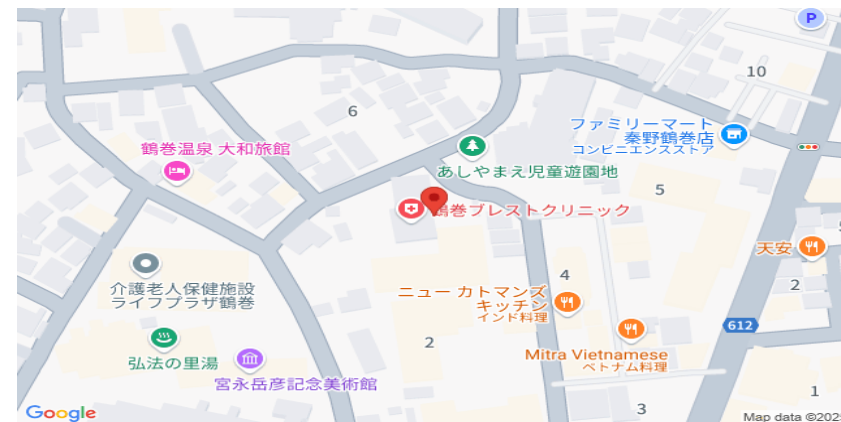 P
10
6
ファミリーマート
秦野鶴巻店
コンビニエンスストア
鶴巻温泉 大和旅館
あしやまえ児童遊園地
5
鶴巻ブレストクリニック
天安
介護老人保健施設
ライフプラザ鶴巻
4
2
ニュー カトマンズ
キッチン
インド料理
612
2
弘法の里湯
Mitra Vietnamese
ベトナム料理
宮永岳彦記念美術館
1
3
Google
Map data ©2025